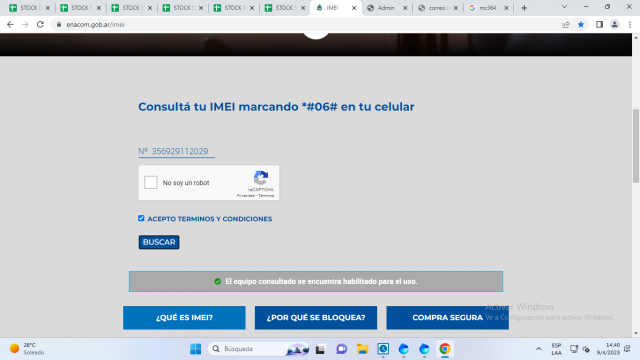 STOCK S
STOCK S
STOCK S
STOCK S
STOCK S
STOCK S
IMEI
Admin
correo.
mc364 -
enacom.gob.ar/imei
Consultá tu IMEI marcando *#06# en tu celular
Nº 356929112029
No soy un robot
reCAPTCHA
Privacidad - Términos
ACEPTO TERMINOS Y CONDICIONES
BUSCAR
El equipo consultado se encuentra habilitado para el uso.
¿QUÉ ES IMEI?
¿POR QUÉ SE BLOQUEA?
COMPRA SEGURA
Activar Windows
Ve a Configuración para activar Windows.
26°C
Soleado
Búsqueda
ESP
LAA
14:40
9/4/2023